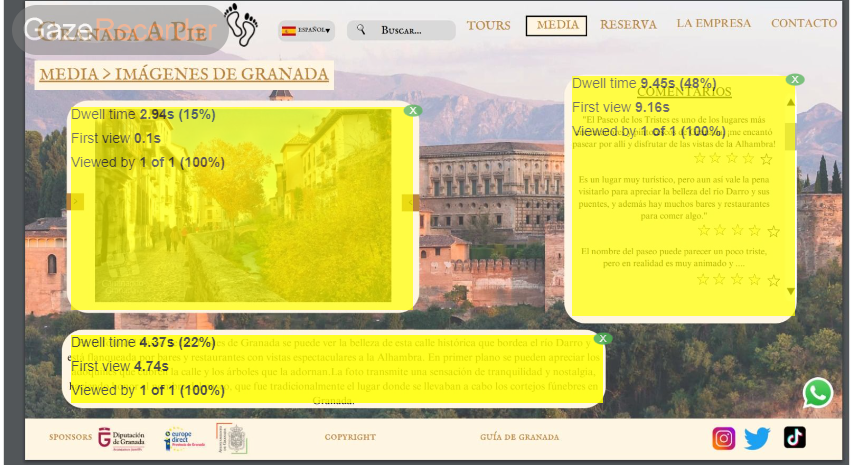 GazeRecorder
GRANADA A PIE
ESPAÑOL
BUSCAR...
TOURS
MEDIA
RESERVA
LA EMPRESA
CONTACTO
MEDIA > IMÁGENES DE GRANADA
Dwell time 2.94s (15%)
First view 0.1s
Viewed by 1 of 1 (100%)
X
Dwell time 9.45s (48%)
COMENTARIOS
First view 9.16s
"El Paseo de los Tristes es uno de los lugares más
Viewed by 1 of 1 (100%)
me encantó
pasear por allí y disfrutar de las vistas de la Alhambra!
Es un lugar muy turístico, pero aun así vale la pena
visitarlo para apreciar la belleza del río Darro y sus
puentes, y además hay muchos bares y restaurantes
para comer algo."
El nombre del paseo puede parecer un poco triste,
pero en realidad es muy animado y ....
X
Dwell time 4.37s (22%)
es de Granada se puede ver la belleza de esta calle histórica que bordea el río Darro y
está flanqueada por bares y restaurantes con vistas espectaculares a la Alhambra. En primer plano se pueden apreciar los
First view 4.74s
la calle y los árboles que la adornan.La foto transmite una sensación de tranquilidad y nostalgia,
Viewed by 1 of 1 (100%)
que fue tradicionalmente el lugar donde se llevaban a cabo los cortejos fúnebres en
Granada.
X
SPONSORS
Diputación
de Granada
europe
direct
COPYRIGHT
GUÍA DE GRANADA